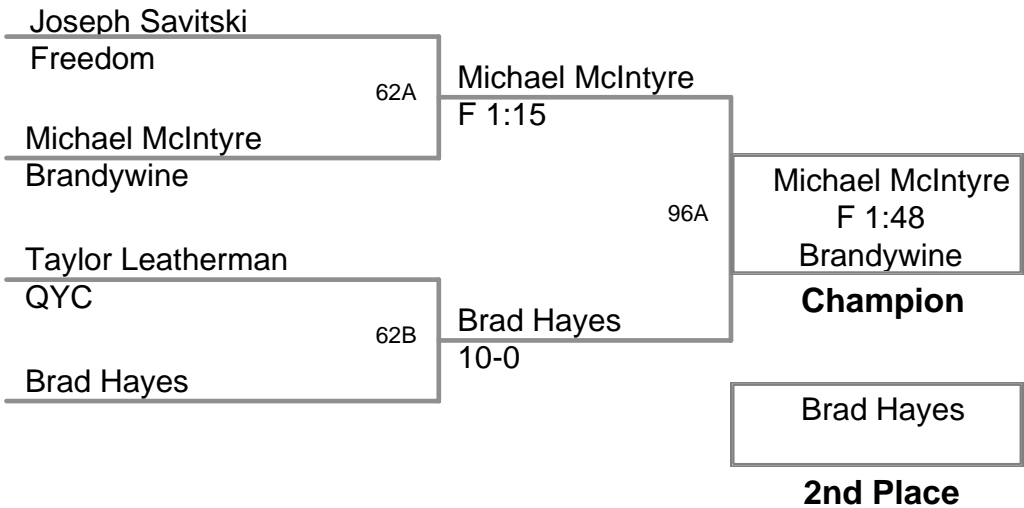 Joseph Savitski
Freedom
62A
Michael McIntyre
F 1:15
Michael McIntyre
Brandywine
96A
Michael McIntyre
F 1:48
Brandywine
Champion
Taylor Leatherman
QYC
62B
Brad Hayes
10-0
Brad Hayes
Brad Hayes
2nd Place